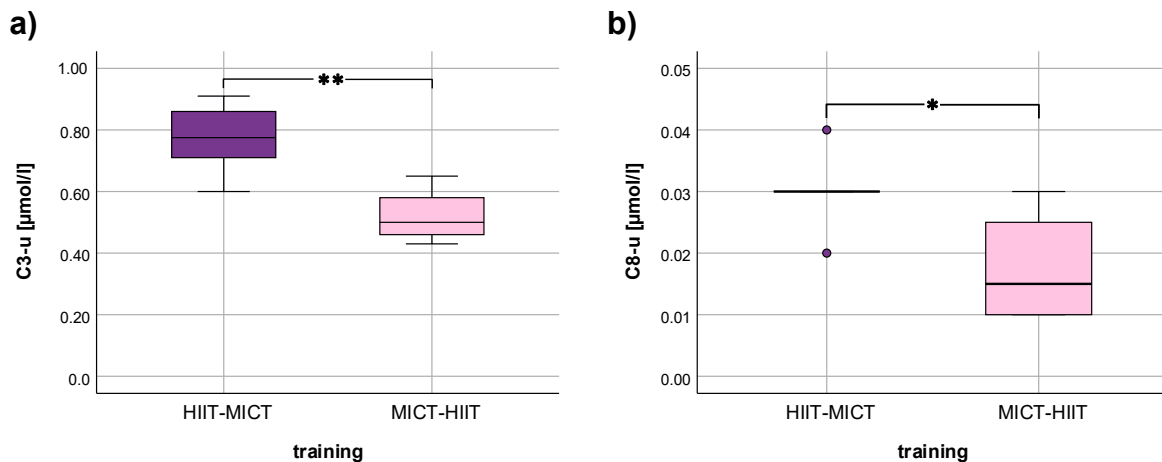 a)
C3-u [µmol/l]
1.00
0.80
0.60
0.40
0.20
0.0
**
HIIT-MICT
MICT-HIIT
training
b)
C8-u [µmol/l]
0.05
0.04
0.03
0.02
0.01
0.00
*
HIIT-MICT
MICT-HIIT
training